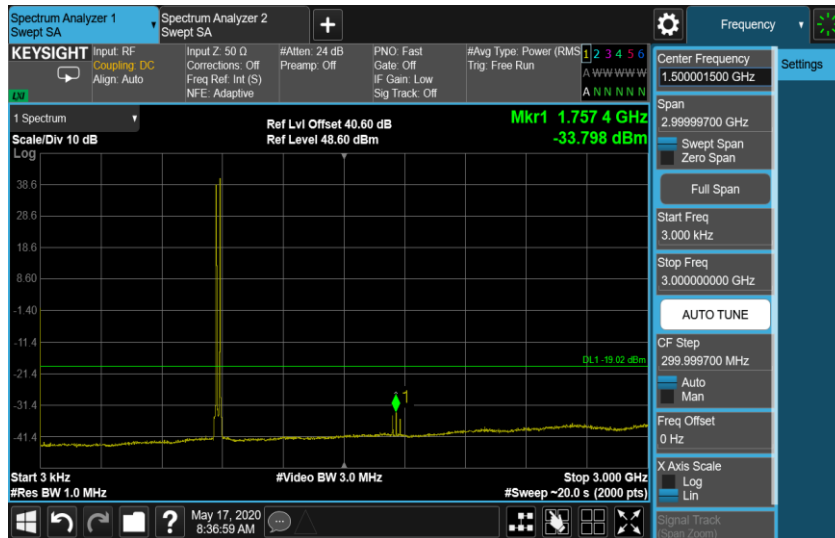 Spectrum Analyzer 1
Swept SA
Spectrum Analyzer 2
Swept SA
+
Frequency
KEYSIGHT
Input: RF
Coupling: DC
Align: Auto
LXI
Input Z: 50 Ω
Corrections: Off
Freq Ref: Int (S)
NFE: Adaptive
#Atten: 24 dB
Preamp: Off
PNO: Fast
Gate: Off
IF Gain: Low
Sig Track: Off
#Avg Type: Power (RMS
Trig: Free Run
1 2 3 4 5 6
A W W W W W
A N N N N N
1 Spectrum
Scale/Div 10 dB
Log
Ref Lvl Offset 40.60 dB
Ref Level 48.60 dBm
Mkr1 1.757 4 GHz
-33.798 dBm
38.6
28.6
18.6
8.60
-1.40
-11.4
-21.4
-31.4
-41.4
DL1 -19.02 dBm
1
Start 3 kHz
#Res BW 1.0 MHz
#Video BW 3.0 MHz
Stop 3.000 GHz
#Sweep ~20.0 s (2000 pts)
May 17, 2020
8:36:59 AM
?
Center Frequency
1.500001500 GHz
Span
2.99999700 GHz
Swept Span
Zero Span
Full Span
Start Freq
3.000 kHz
Stop Freq
3.000000000 GHz
AUTO TUNE
CF Step
299.999700 MHz
Auto
Man
Freq Offset
0 Hz
X Axis Scale
Log
Lin
Signal Track
(Span Zoom)
Settings